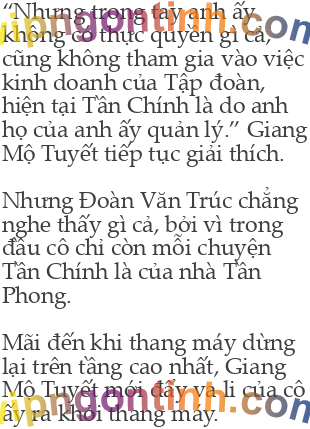 “Nhưng trong tay anh ấy
không có thực quyền gì cả,
cũng không tham gia vào việc
kinh doanh của Tập đoàn,
hiện tại Tần Chính là do anh
họ của anh ấy quản lý.” Giang
Mộ Tuyết tiếp tục giải thích.
Nhưng Đoàn Văn Trúc chẳng
nghe thấy gì cả, bởi vì trong
đầu cô chỉ còn mỗi chuyện
Tần Chính là của nhà Tần
Phong.
Mãi đến khi thang máy dừng
lại trên tầng cao nhất, Giang
Mộ Tuyết mới đẩy va li của cô
ấy ra khỏi thang máy.